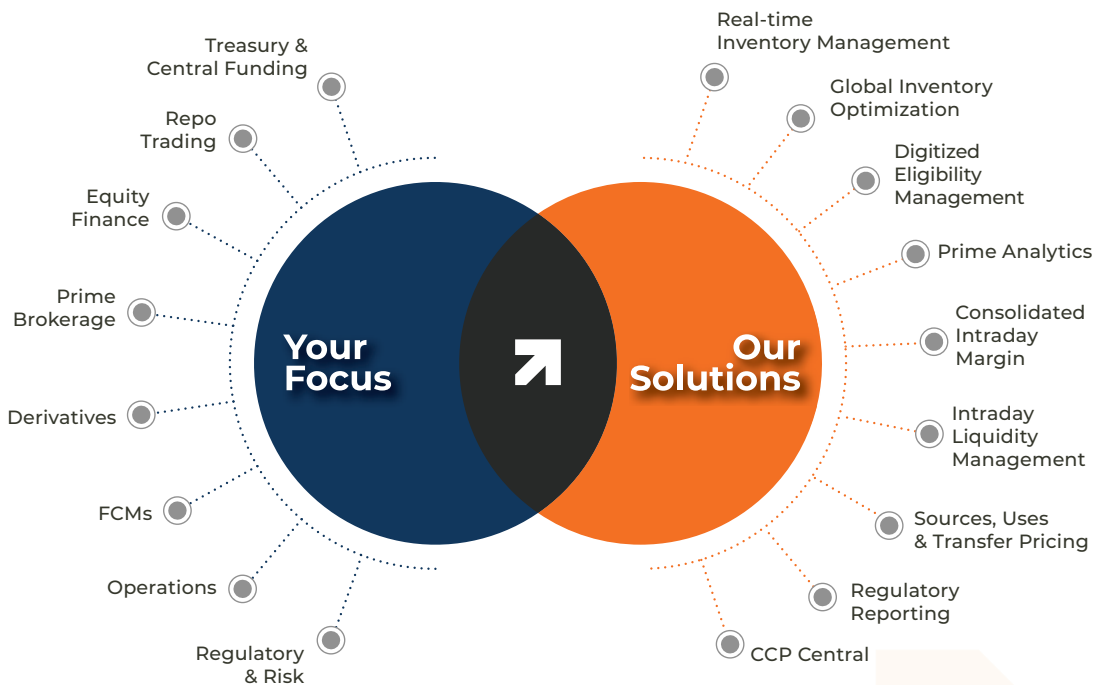 Treasury &
Central Funding
Repo
Trading
Equity
Finance
Prime
Brokerage
Derivatives
FCMs
Operations
Regulatory
& Risk
Your
Focus
Our
Solutions
Real-time
Inventory Management
Global Inventory
Optimization
Digitized
Eligibility
Management
Prime Analytics
Consolidated
Intraday
Margin
Intraday
Liquidity
Management
Sources, Uses
& Transfer Pricing
Regulatory
Reporting
CCP Central